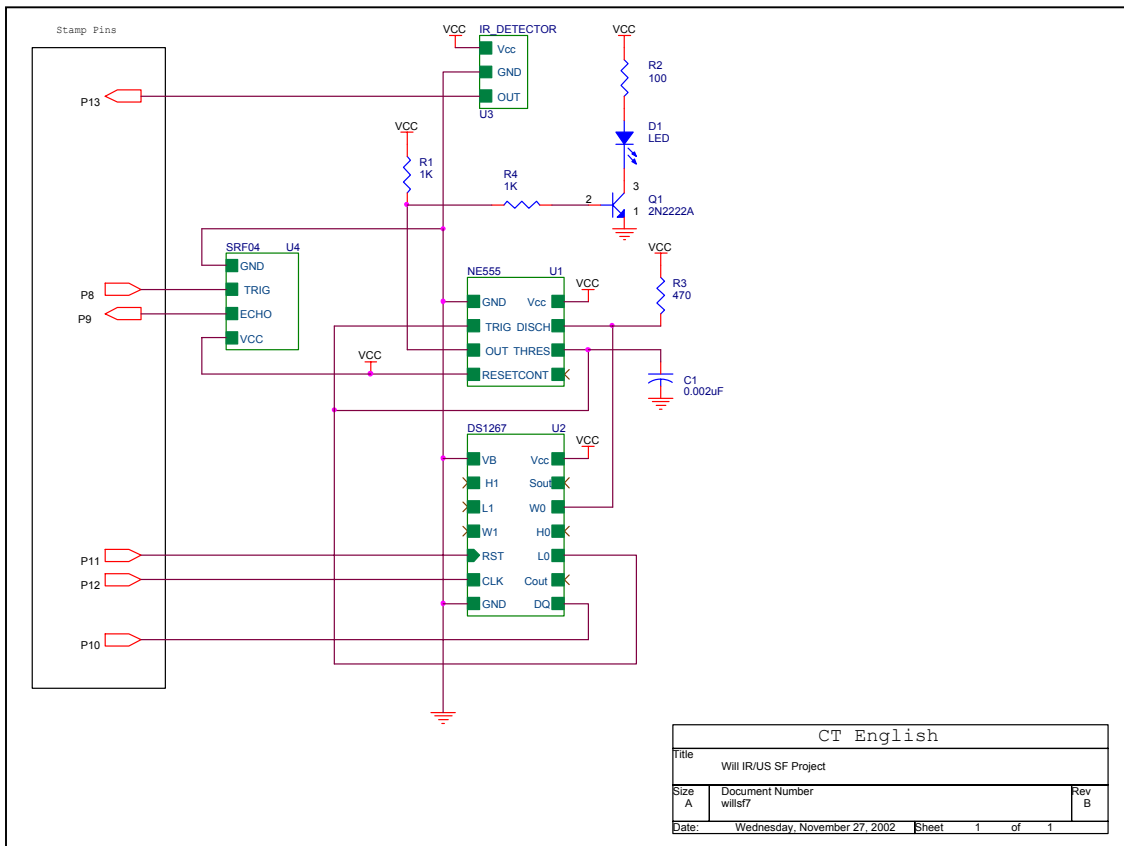 Stamp Pins
VCC
IR_DETECTOR
Vcc
GND
OUT
U3
P13
VCC
R2
100
D1
LED
VCC
R1
1K
R4
1K
3
2
1
Q1
2N2222A
SRF04 U4
GND
TRIG
ECHO
VCC
P8
P9
VCC
R3
470
NE555 U1
VCC
GND Vcc
TRIG DISCH
OUT THRES
RESETCONT
VCC
C1
0.002uF
DS1267 U2
VCC
VB Vcc
H1 Sout
L1 W0
W1 H0
RST L0
CLK Cout
GND DQ
P11
P12
P10
CT English
Title
Will IR/US SF Project
Size Document Number Rev
A willsf7 B
Date: Wednesday, November 27, 2002 Sheet 1 of 1